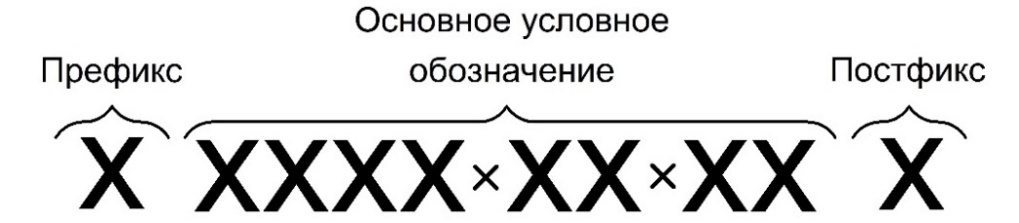 Основное условное
Префикс обозначение Постфикс
X XXXX×XX×XX X